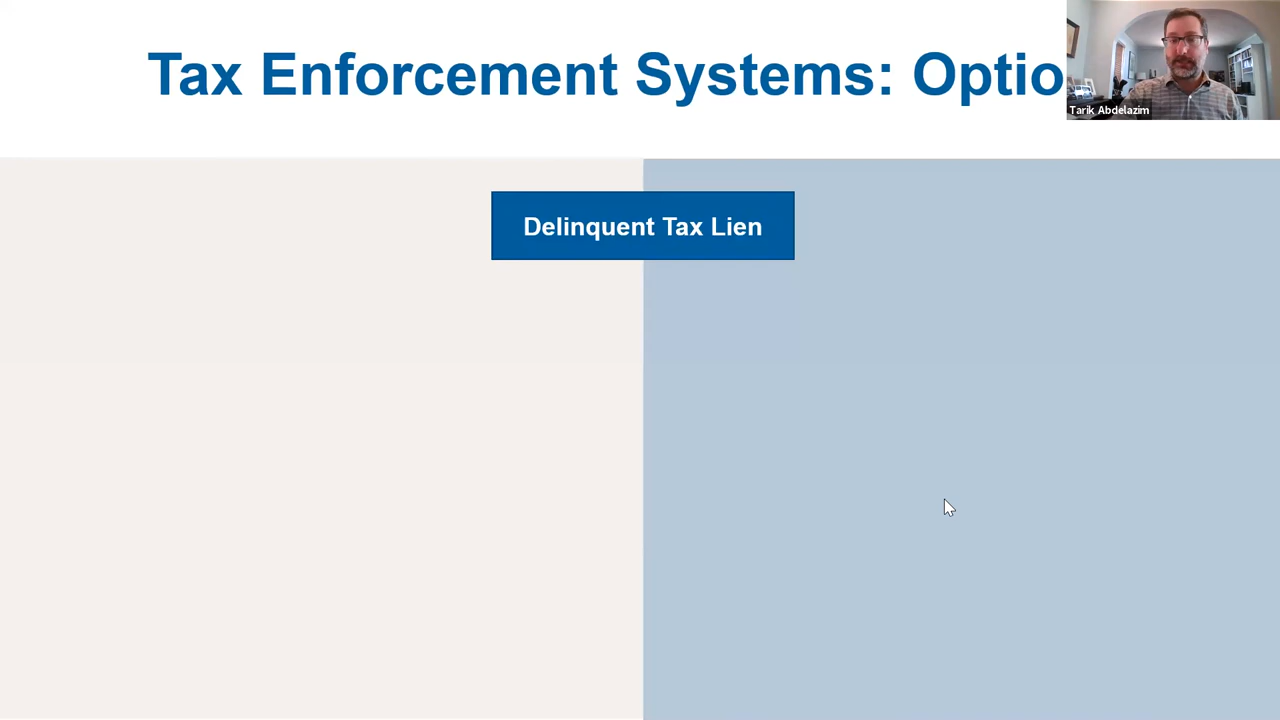 Tax Enforcement Systems: Optio
Tarik Abdelazim
Delinquent Tax Lien